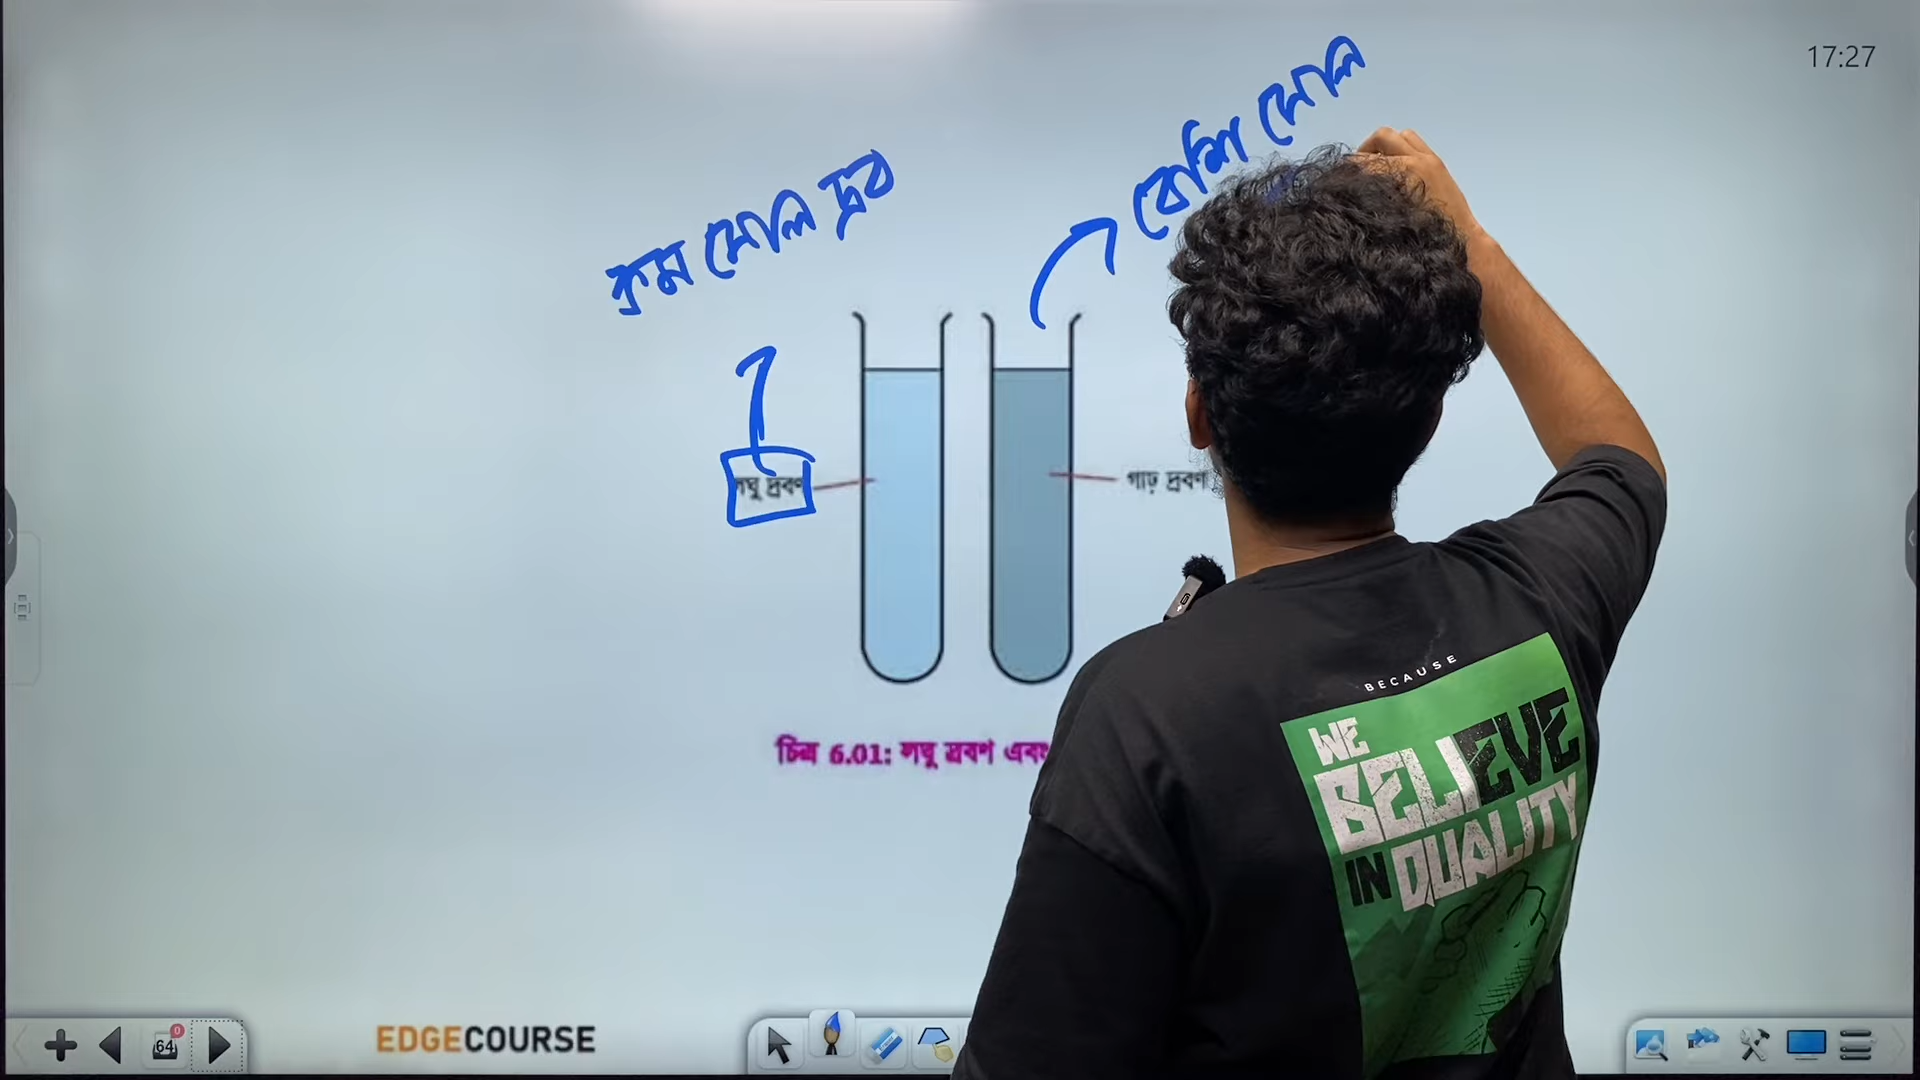 17:27
বেশি মোল
কম মোল দ্রব
লঘু দ্রবণ
গাঢ় দ্রবণ
চিত্র 6.01: লঘু দ্রবণ এবং
BECAUSE
WE
BELIEVE
IN QUALITY
64
0
EDGECOURSE